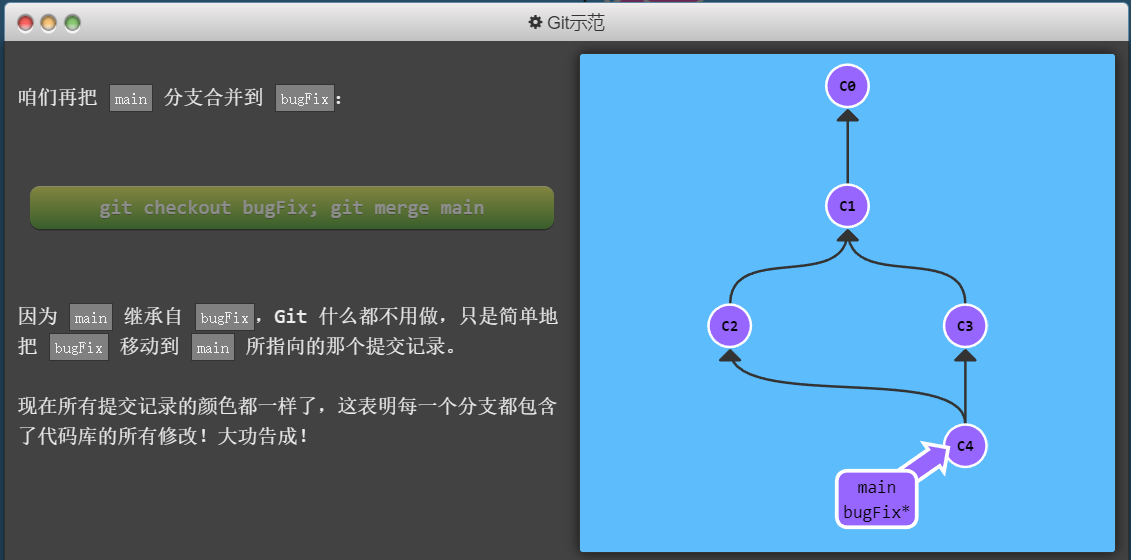 Git示范
咱们再把 main 分支合并到 bugFix：
git checkout bugFix; git merge main
因为 main 继承自 bugFix，Git 什么都不用做，只是简单地
把 bugFix 移动到 main 所指向的那个提交记录。
现在所有提交记录的颜色都一样了，这表明每一个分支都包含
了代码库的所有修改！大功告成！
C0
C1
C2
C3
C4
main
bugFix*